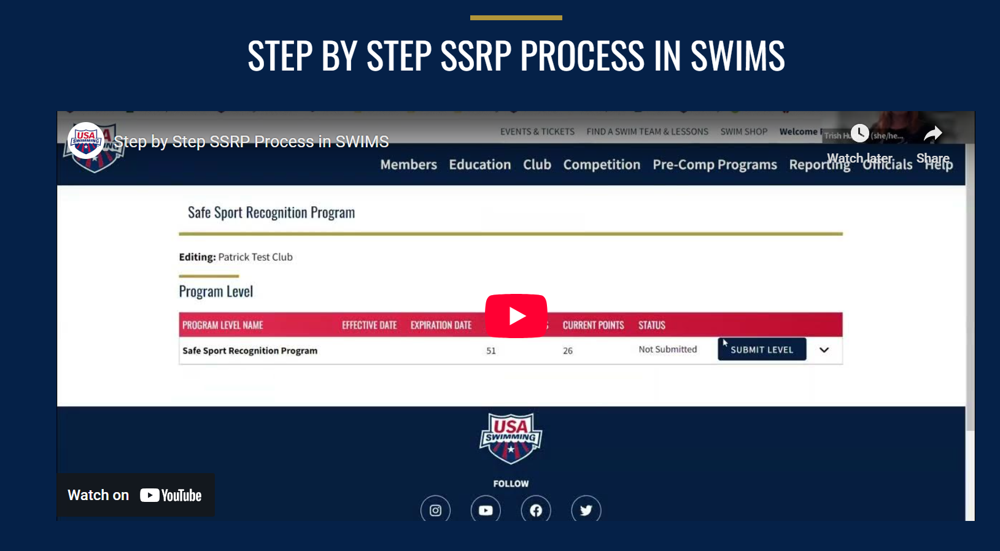 STEP BY STEP SSRP PROCESS IN SWIMS
USA
SWIMMING
Step by Step SSRP Process in SWIMS
EVENTS & TICKETS FIND A SWIM TEAM & LESSONS SWIM SHOP Welcome
Trish (she/he...
Watch later Share
Members Education Club Competition Pre-Comp Programs Reporting Officials Help
Safe Sport Recognition Program
Editing: Patrick Test Club
Program Level
PROGRAM LEVEL NAME EFFECTIVE DATE EXPIRATION DATE CURRENT POINTS STATUS
Safe Sport Recognition Program 51 26 Not Submitted SUBMIT LEVEL
USA
SWIMMING
FOLLOW
Watch on YouTube